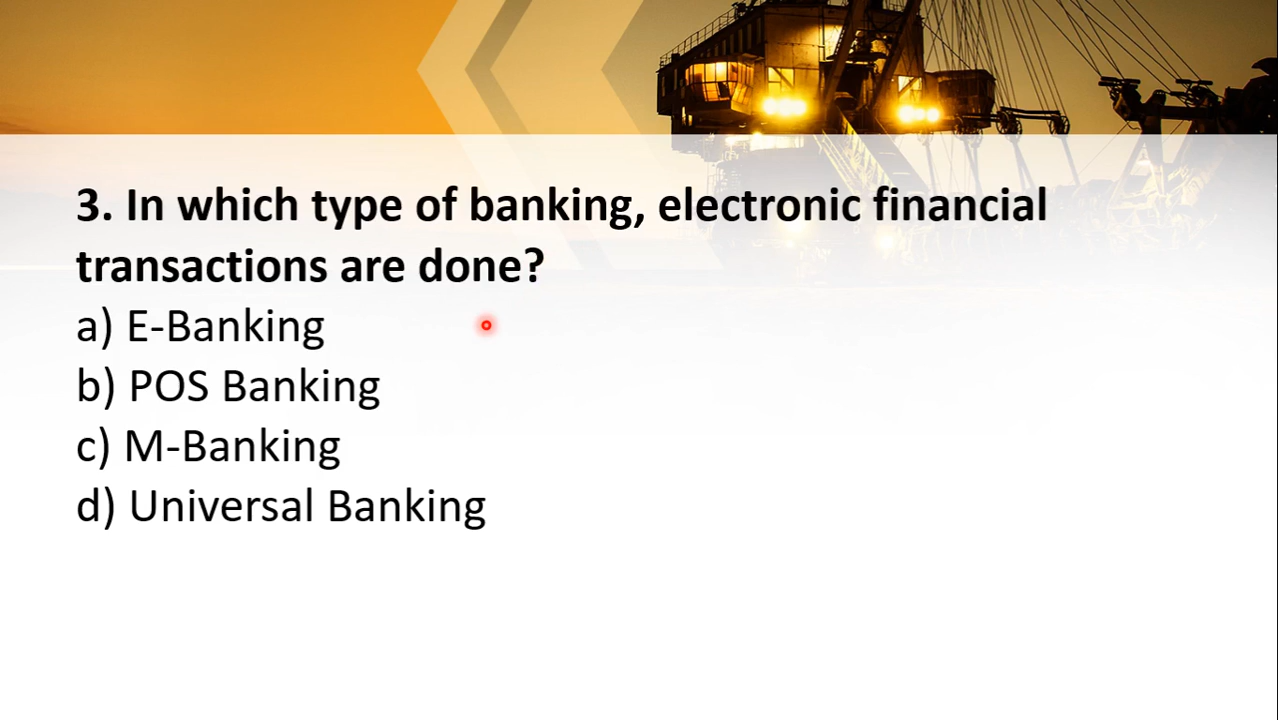 3. In which type of banking, electronic financial
transactions are done?
a) E-Banking
b) POS Banking
c) M-Banking
d) Universal Banking